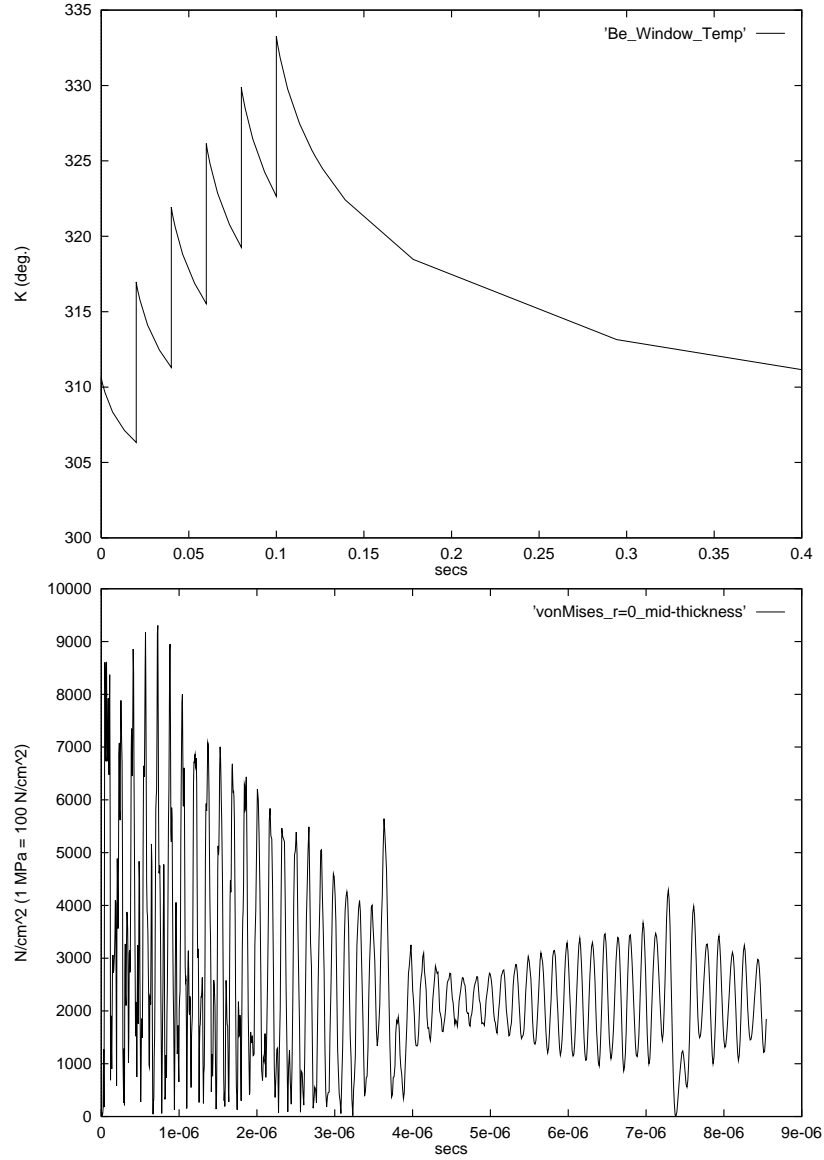 335
330
325
320
315
310
305
300
K (deg.)
'Be_Window_Temp'
0
0.05
0.1
0.15
0.2
0.25
0.3
0.35
0.4
secs
10000
9000
8000
7000
6000
5000
4000
3000
2000
1000
0
N/cm^2 (1 MPa = 100 N/cm^2)
'vonMises_r=0_mid-thickness'
0
1e-06
2e-06
3e-06
4e-06
5e-06
6e-06
7e-06
8e-06
9e-06
secs